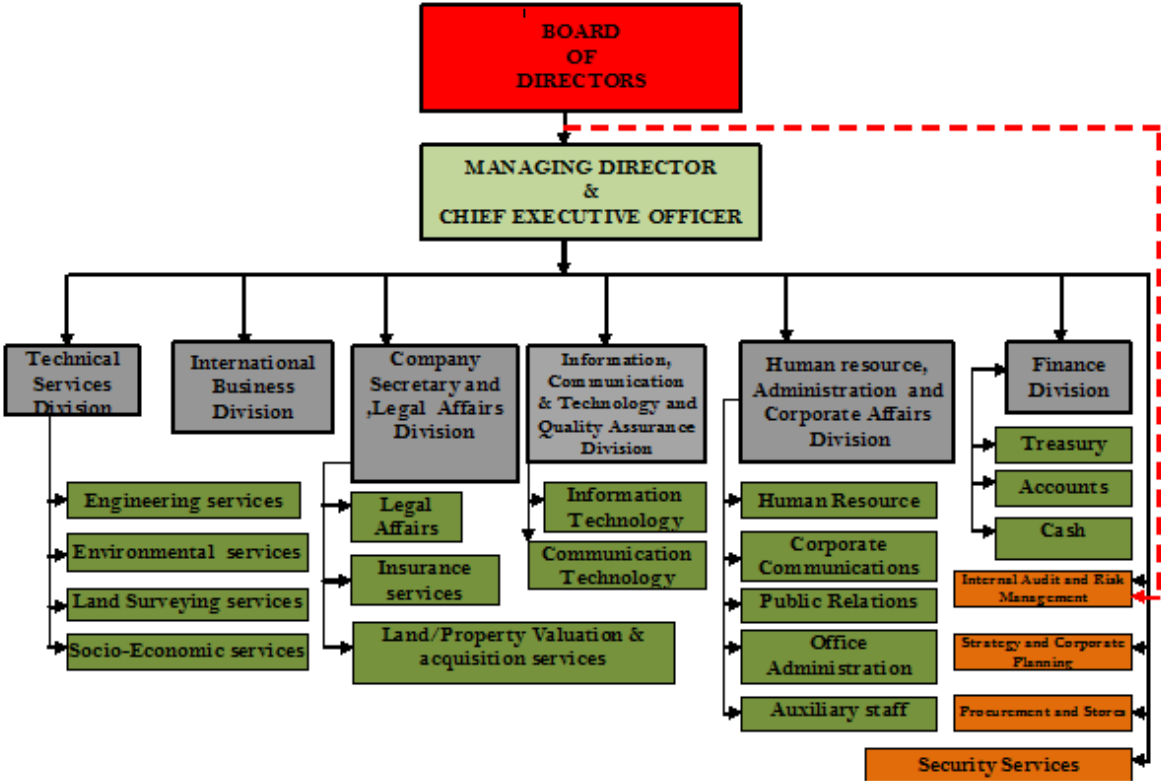 BOARD
OF
DIRECTORS
MANAGING DIRECTOR
&
CHIEF EXECUTIVE OFFICER
Technical
Services
Division
International
Business
Division
Company
Secretary and
,Legal Affairs
Division
Information,
Communication
& Technology and
Quality Assurance
Division
Human resource,
Administration and
Corporate Affairs
Division
Finance
Division
Engineering services
Environmental services
Land Surveying services
Socio-Economic services
Legal
Affairs
Insurance
services
Land/Property Valuation &
acquisition services
Information
Technology
Communication
Technology
Human Resource
Corporate
Communications
Public Relations
Office
Administration
Auxiliary staff
Treasury
Accounts
Cash
Internal Audit and Risk
Management
Strategy and Corporate
Planning
Procurement and Stores
Security Services